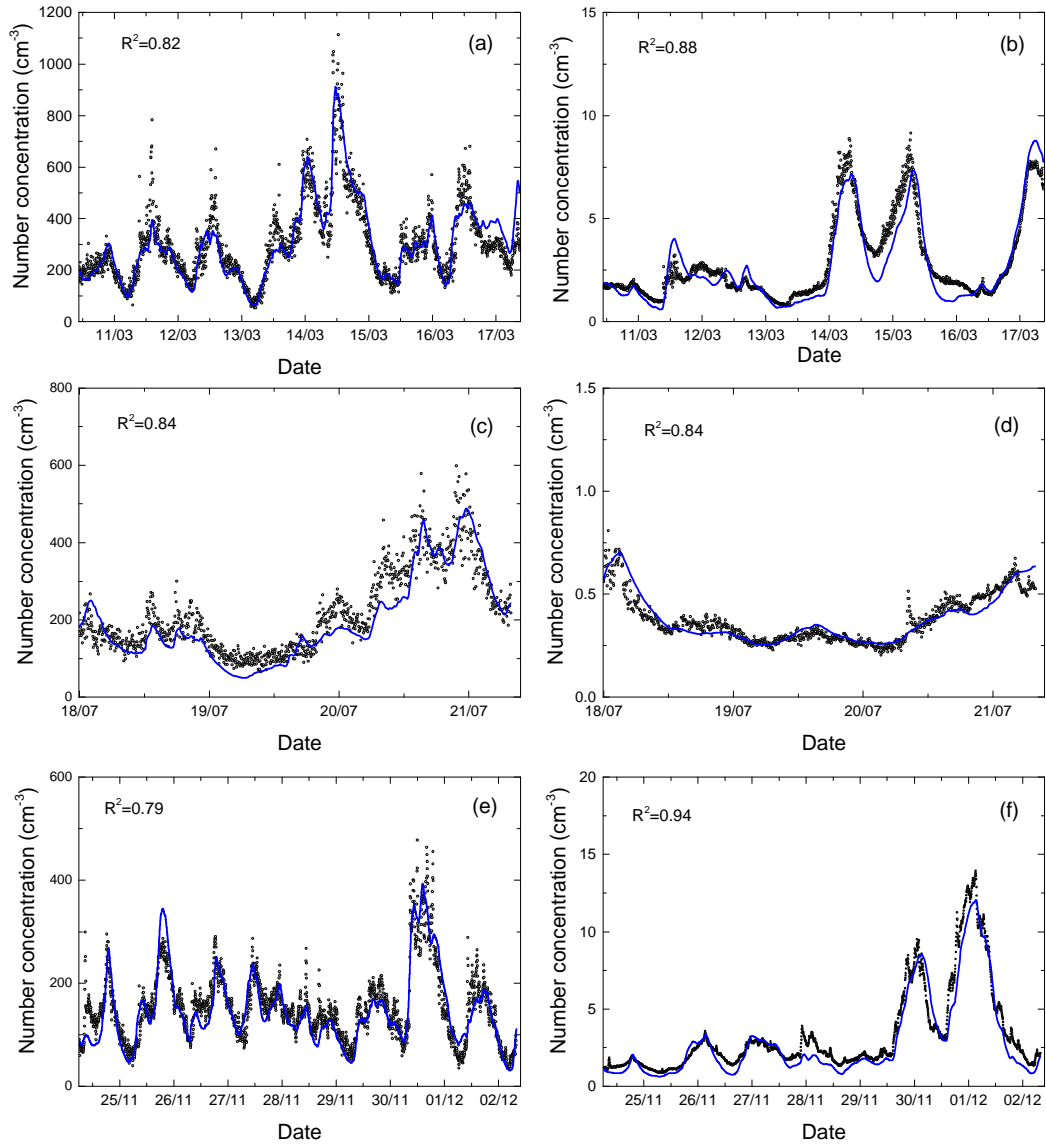 1200
1000
800
600
400
200
0
Number concentration (cm-3)
R2=0.82
(a)
11/03 12/03 13/03 14/03 15/03 16/03 17/03
Date
15
10
5
0
Number concentration (cm-3)
R2=0.88
(b)
11/03 12/03 13/03 14/03 15/03 16/03 17/03
Date
800
600
400
200
0
Number concentration (cm-3)
R2=0.84
(c)
18/07 19/07 20/07 21/07
Date
1.5
1.0
0.5
0.0
Number concentration (cm-3)
R2=0.84
(d)
18/07 19/07 20/07 21/07
Date
600
400
200
0
Number concentration (cm-3)
R2=0.79
(e)
25/11 26/11 27/11 28/11 29/11 30/11 01/12 02/12
Date
20
15
10
5
0
Number concentration (cm-3)
R2=0.94
(f)
25/11 26/11 27/11 28/11 29/11 30/11 01/12 02/12
Date